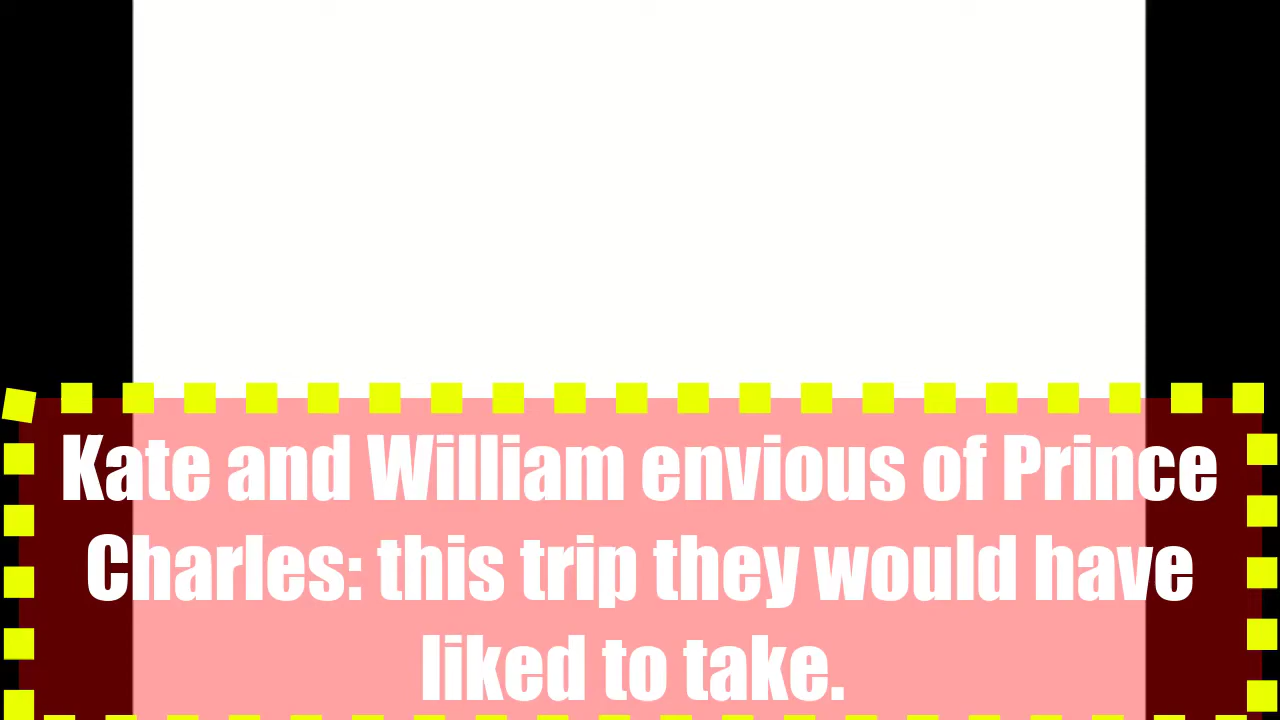 Kate and William envious of Prince
Charles: this trip they would have
liked to take.